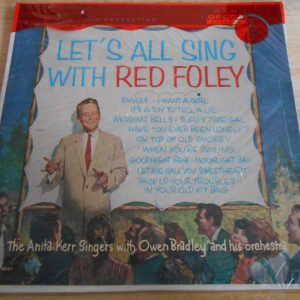 DECCA
LET'S ALL SING
WITH RED FOLEY
SMILES · I WANT A GIRL
IT'S A SIN TO TELL A LIE
WEDDING BELLS · SLEEPY TIME GAL
HAVE YOU EVER BEEN LONELY?
ON TOP OF OLD SMOKEY
WHEN YOU'RE SMILING
GOODNIGHT IRENE · MOONLIGHT BAY
LET ME CALL YOU SWEETHEART
PACK UP YOUR TROUBLES
IN YOUR OLD KIT BAG
The Anita Kerr Singers with Owen Bradley and his orchestra